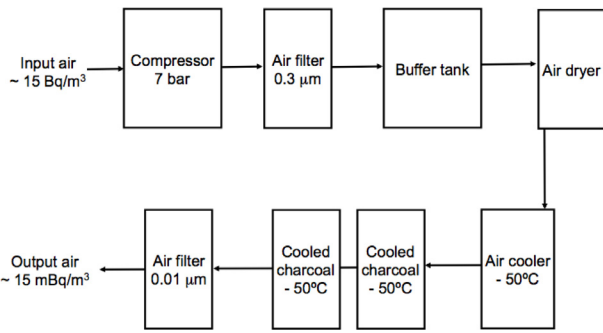 Input air
~ 15 Bq/m³
Compressor
7 bar
Air filter
0.3 μm
Buffer tank
Air dryer
Output air
~ 15 mBq/m³
Air filter
0.01 μm
Cooled
charcoal
- 50ºC
Cooled
charcoal
- 50ºC
Air cooler
- 50ºC